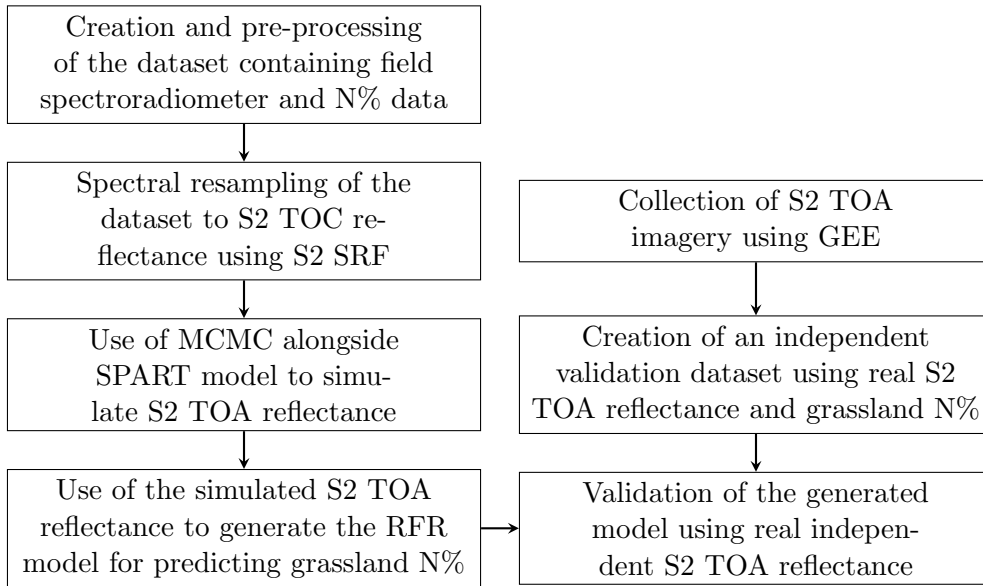 Creation and pre-processing
of the dataset containing field
spectroradiometer and N% data
Spectral resampling of the
dataset to S2 TOC re-
flectance using S2 SRF
Use of MCMC alongside
SPART model to simu-
late S2 TOA reflectance
Use of the simulated S2 TOA
reflectance to generate the RFR
model for predicting grassland N%
Collection of S2 TOA
imagery using GEE
Creation of an independent
validation dataset using real S2
TOA reflectance and grassland N%
Validation of the generated
model using real indepen-
dent S2 TOA reflectance